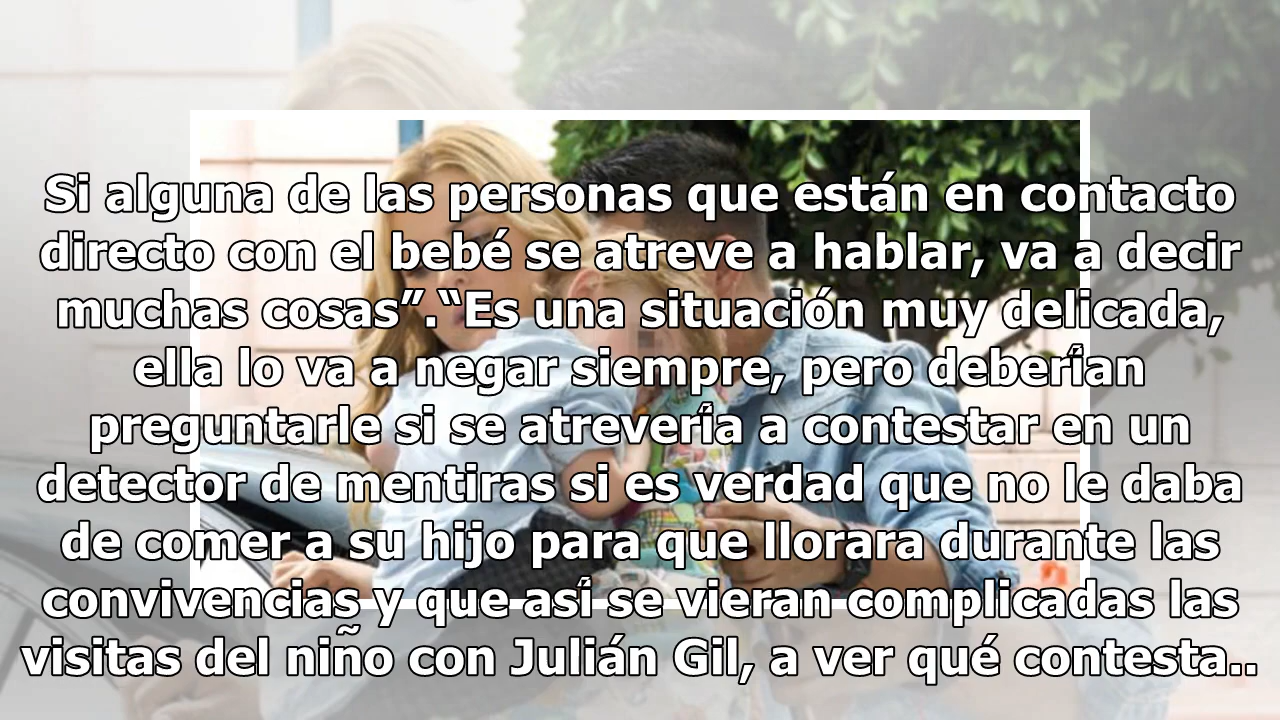 Si alguna de las personas que están en contacto
directo con el bebé se atreve a hablar, va a decir
muchas cosas”.“Es una situación muy delicada,
ella lo va a negar siempre, pero deberían
preguntarle si se atrevería a contestar en un
detector de mentiras si es verdad que no le daba
de comer a su hijo para que llorara durante las
convivencias y que así se vieran complicadas las
visitas del niño con Julián Gil, a ver qué contesta..